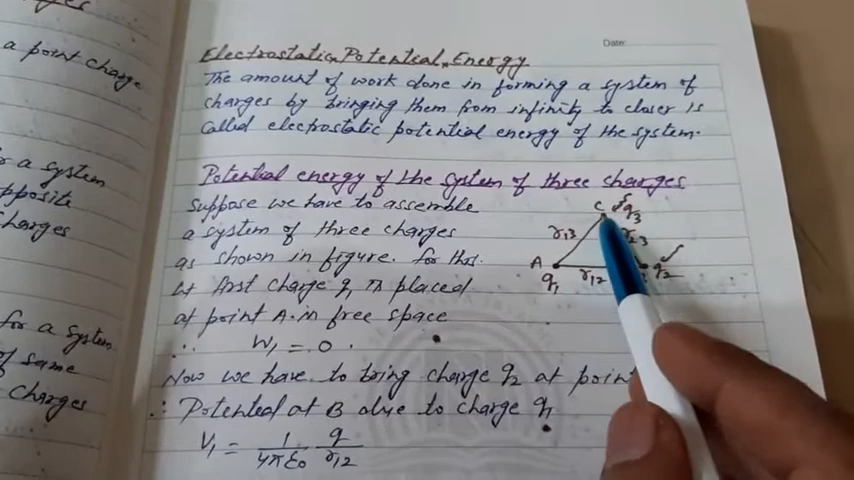 a point charge
r a system
opposite
charges
for a system
of same
charges
Date:
Electrostatic Potential Energy
The amount of work done in forming a system of
charges by bringing them from infinity to closer is
called electrostatic potential energy of the system.
Potential energy of the system of three charges
Suppose we have to assemble
a system of three charges
as shown in figure. for this.
let first charge q₁ is placed
at point A in free space
∴ W₁ = 0.
Now we have to bring charge q₂ at point
∴ Potential at B due to charge q₁
V₁ = 1/4πε₀ q/r₁₂
C q₃
r₁₃ r₂₃
A q₂
q₁ r₁₂